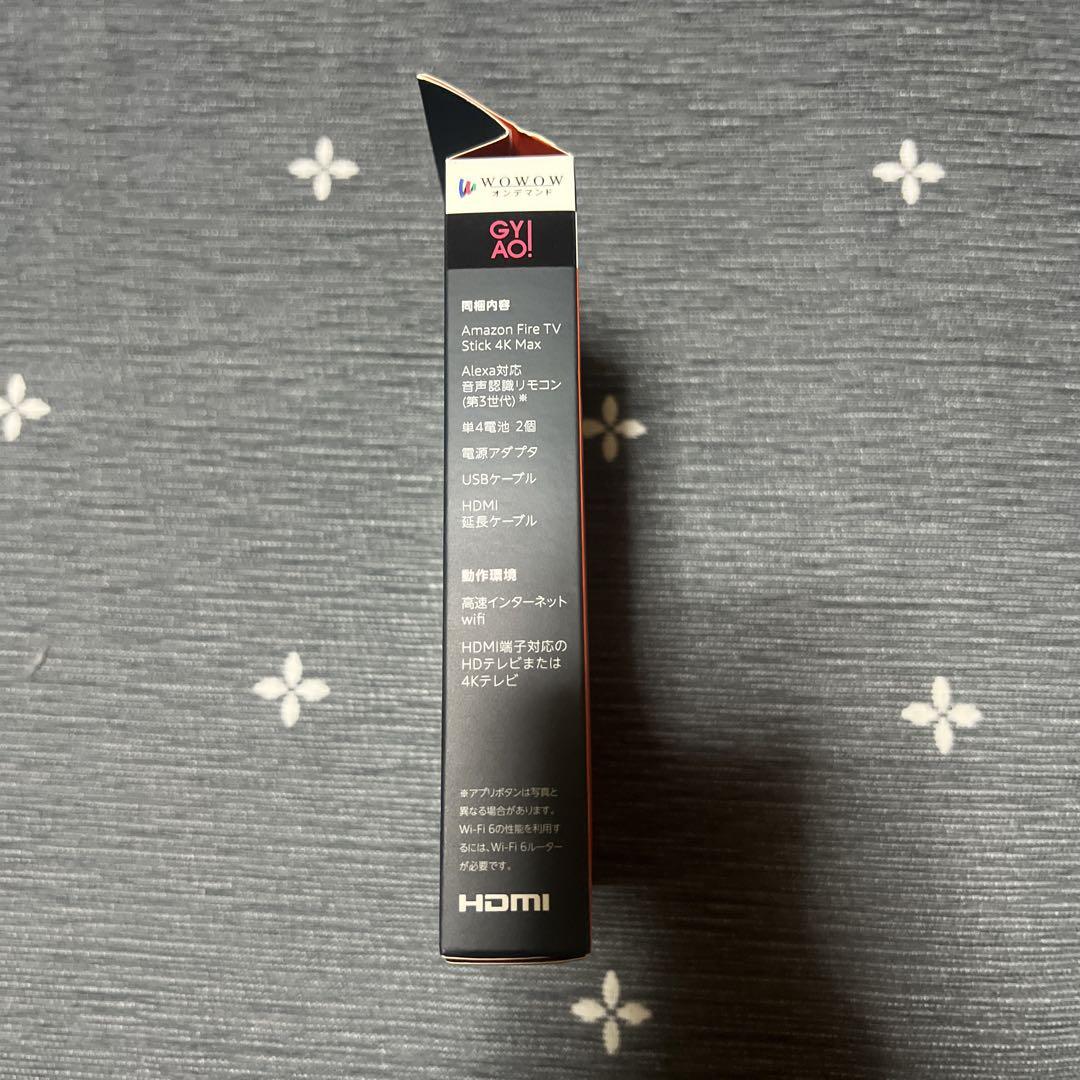 WOWOW
オンデマンド
GY
AO!
同梱内容
Amazon Fire TV
Stick 4K Max
Alexa対応
音声認識リモコン
(第3世代)※
単4電池 2個
電源アダプタ
USBケーブル
HDMI
延長ケーブル
動作環境
高速インターネット
wifi
HDMI端子対応の
HDテレビまたは
4Kテレビ
※アプリボタンは写真と
異なる場合があります。
Wi-Fi 6の性能を利用す
るには、Wi-Fi 6ルーター
が必要です。
HDMI